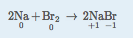 2Na + Br₂ → 2NaBr
0 0 +1 −1